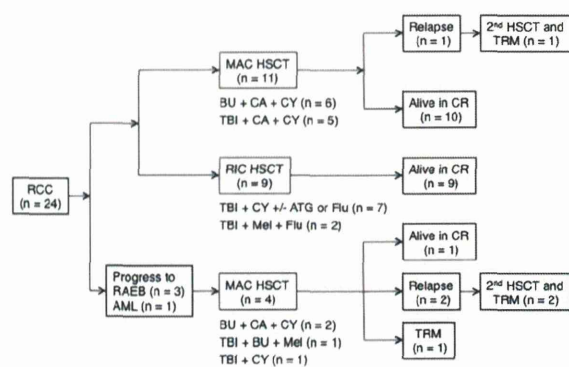 RCC
(n = 24)
MAC HSCT
(n = 11)
BU + CA + CY (n = 6)
TBI + CA + CY (n = 5)
Relapse
(n = 1)
2nd HSCT and
TRM (n = 1)
Alive in CR
(n = 10)
RIC HSCT
(n = 9)
TBI + CY +/- ATG or Flu (n = 7)
TBI + Mel + Flu (n = 2)
Alive in CR
(n = 9)
Progress to
RAEB (n = 3)
AML (n = 1)
MAC HSCT
(n = 4)
BU + CA + CY (n = 2)
TBI + BU + Mel (n = 1)
TBI + CY (n = 1)
Alive in CR
(n = 1)
Relapse
(n = 2)
2nd HSCT and
TRM (n = 2)
TRM
(n = 1)